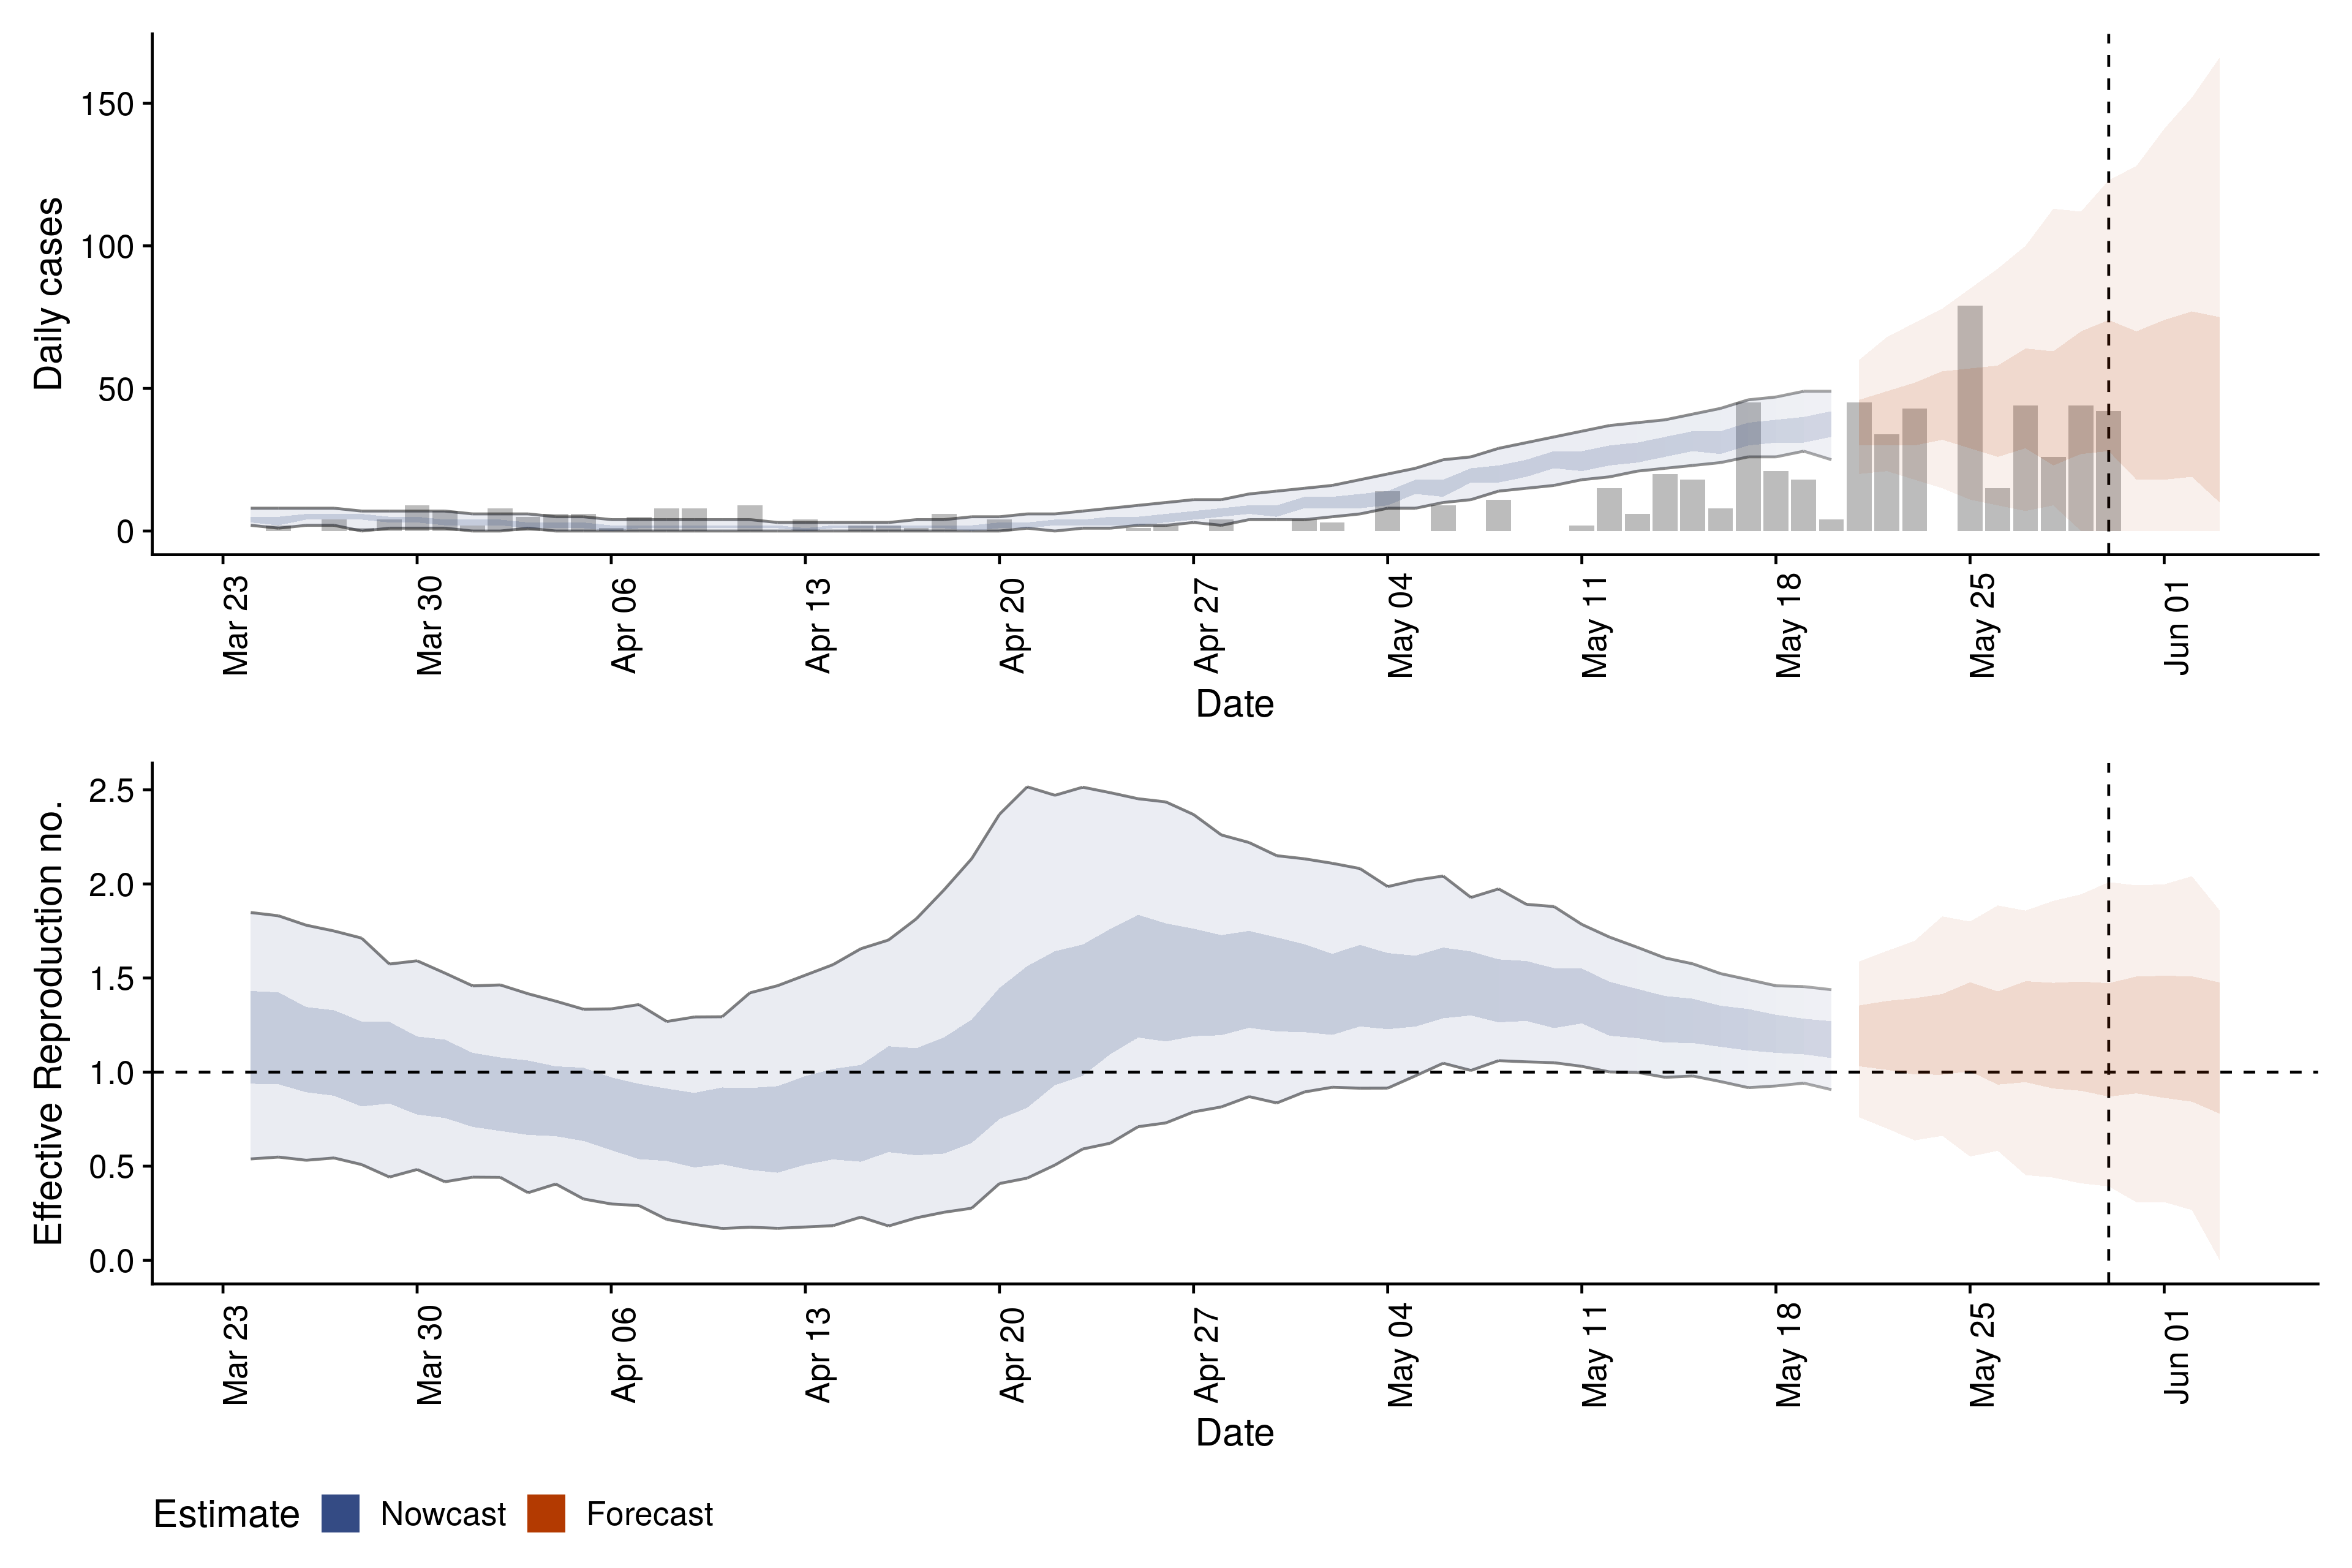 Daily cases
150
100
50
0
Mar 23
Mar 30
Apr 06
Apr 13
Apr 20
Apr 27
May 04
May 11
May 18
May 25
Jun 01
Date
Effective Reproduction no.
2.5
2.0
1.5
1.0
0.5
0.0
Mar 23
Mar 30
Apr 06
Apr 13
Apr 20
Apr 27
May 04
May 11
May 18
May 25
Jun 01
Date
Estimate Nowcast Forecast